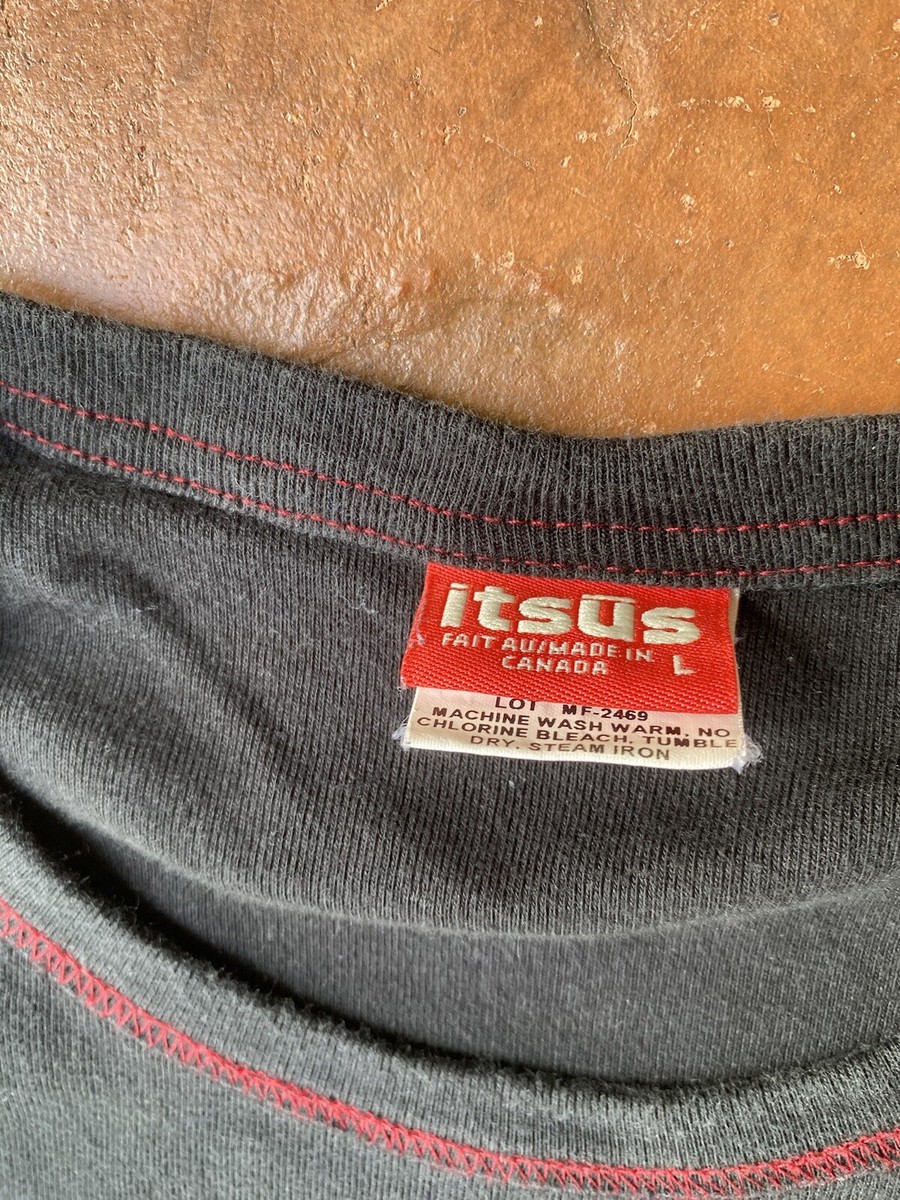 itsūs
FAIT AU/MADE IN L
CANADA
LOT MF-2469
MACHINE WASH WARM, NO
CHLORINE BLEACH. TUMBLE
DRY. STEAM IRON